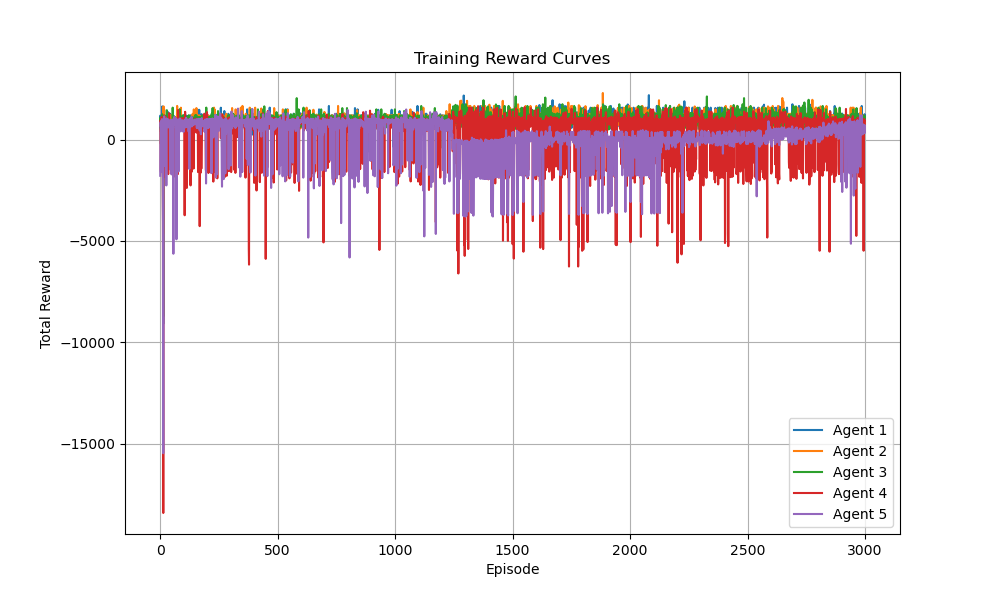 Training Reward Curves
Total Reward
0
−5000
−10000
−15000
Agent 1
Agent 2
Agent 3
Agent 4
Agent 5
0 500 1000 1500 2000 2500 3000
Episode